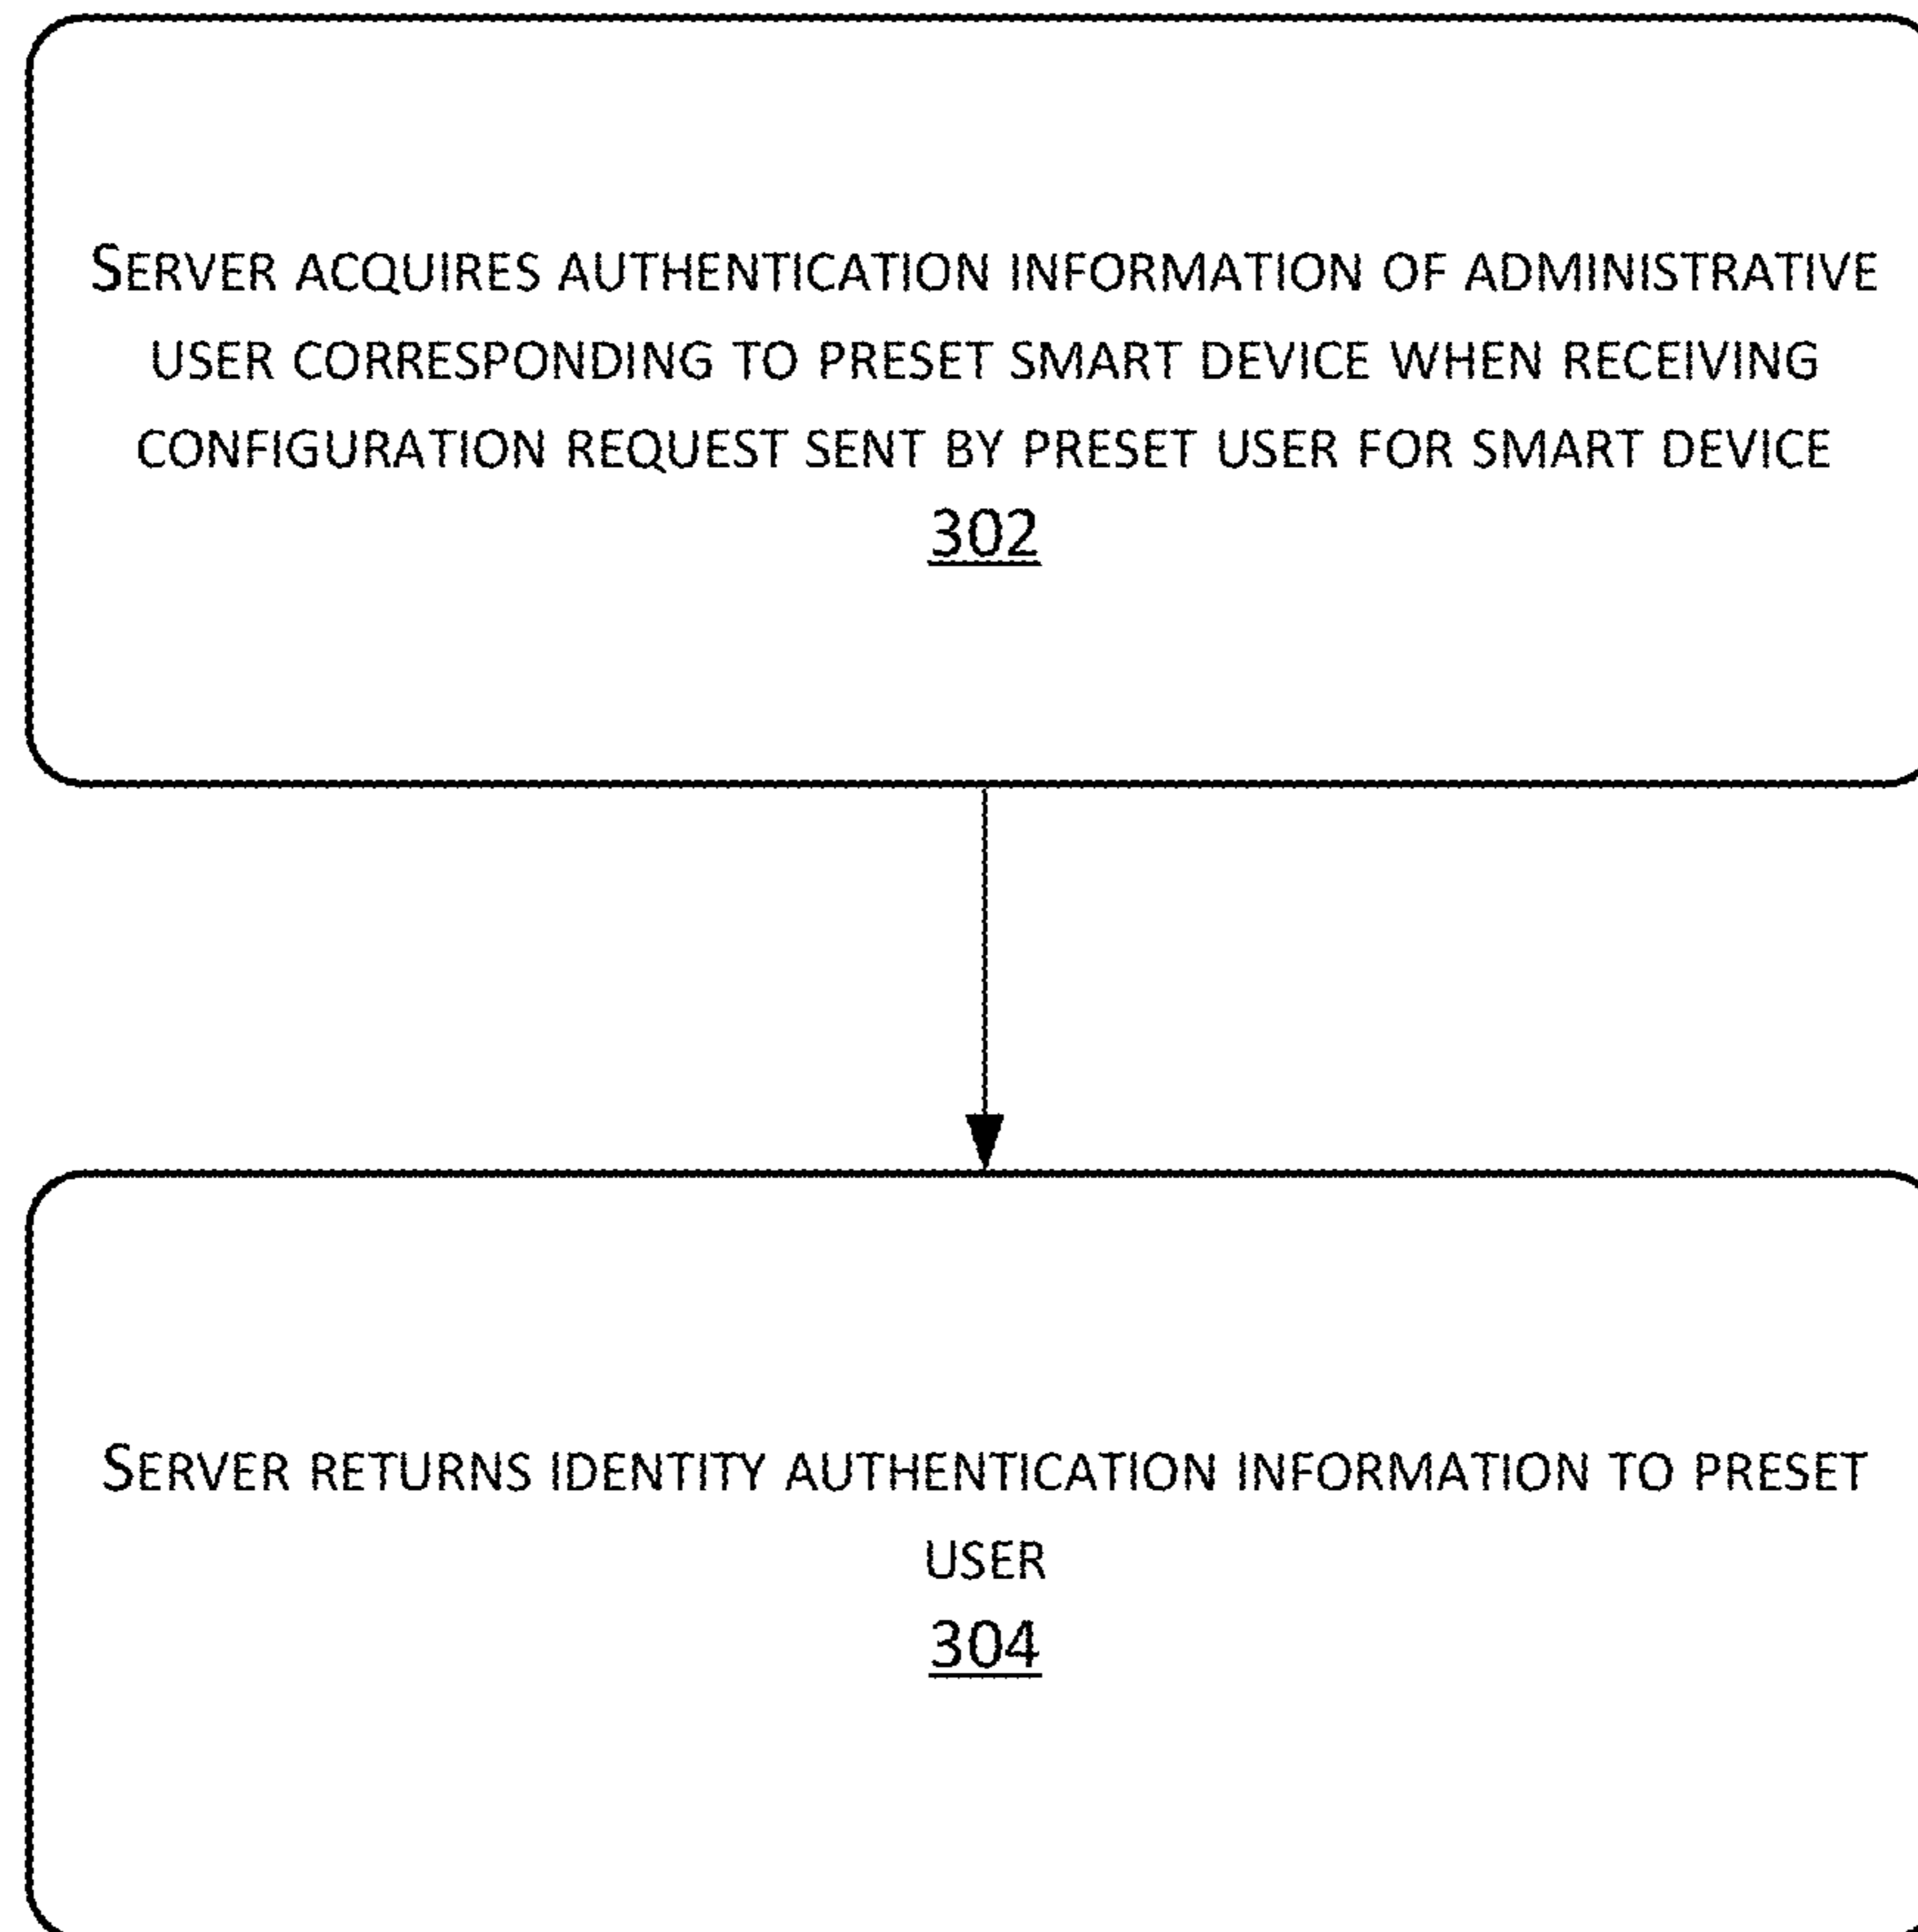 SERVER ACQUIRES AUTHENTICATION INFORMATION OF ADMINISTRATIVE
USER CORRESPONDING TO PRESET SMART DEVICE WHEN RECEIVING
CONFIGURATION REQUEST SENT BY PRESET USER FOR SMART DEVICE
302
SERVER RETURNS IDENTITY AUTHENTICATION INFORMATION TO PRESET
USER
304